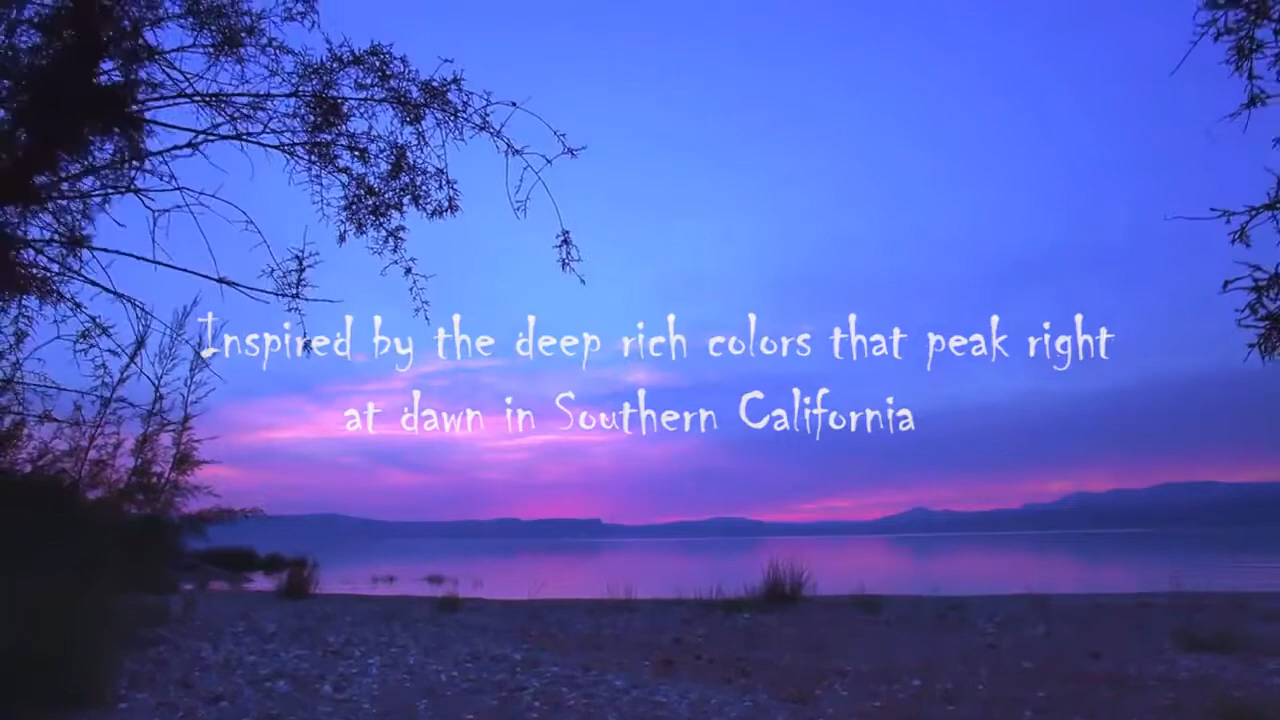 Inspired by the deep rich colors that peak right
at dawn in Southern California